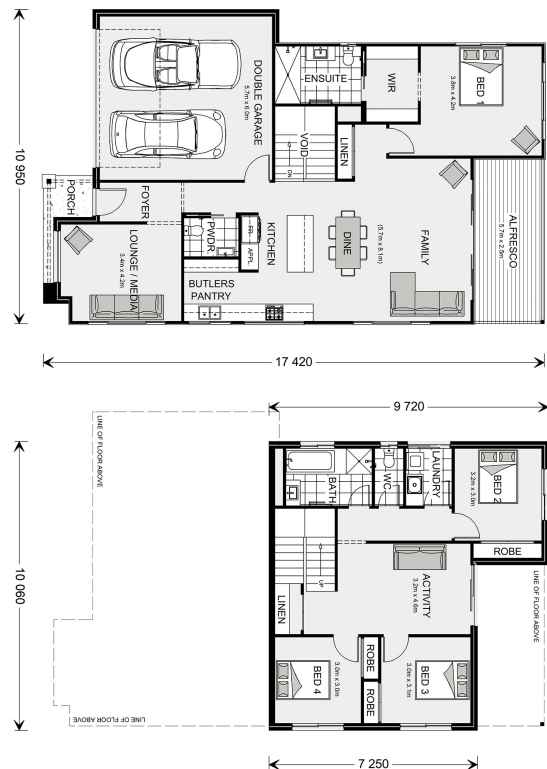 10 950
DOUBLE GARAGE
5.7m x 6.0m
ENSUITE
WIR
BED 1
3.8m x 4.2m
VOID
DN
LINEN
PORCH
FOYER
LOUNGE / MEDIA
3.4m x 4.2m
PWDR.
FR.
APPL.
KITCHEN
BUTLERS
PANTRY
DINE
(5.7m x 8.1m)
FAMILY
ALFRESCO
5.7m x 2.5m
17 420
9 720
LINE OF FLOOR ABOVE
10 060
BATH
WC
LAUNDRY
BED 2
3.2m x 3.0m
ROBE
UP
LINEN
ACTIVITY
3.2m x 4.6m
LINE OF FLOOR ABOVE
BED 4
3.0m x 3.0m
ROBE
ROBE
BED 3
3.0m x 3.1m
LINE OF FLOOR ABOVE
LINE OF FLOOR ABOVE
7 250